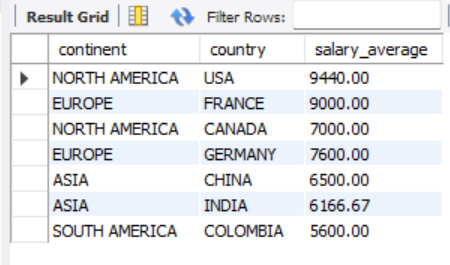 Result Grid Filter Rows:
continent country salary_average
NORTH AMERICA USA 9440.00
EUROPE FRANCE 9000.00
NORTH AMERICA CANADA 7000.00
EUROPE GERMANY 7600.00
ASIA CHINA 6500.00
ASIA INDIA 6166.67
SOUTH AMERICA COLOMBIA 5600.00